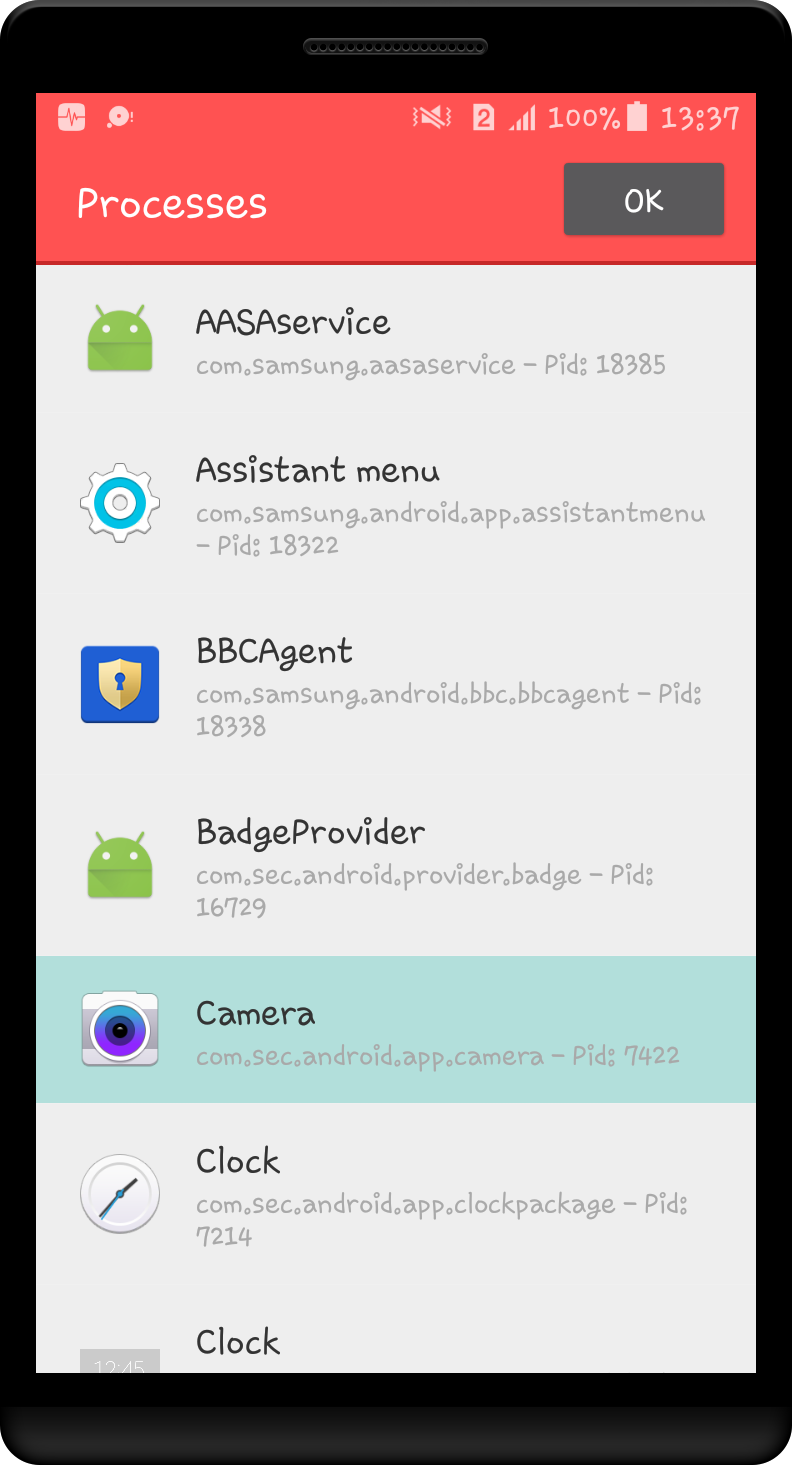 2 100% 13:37
Processes OK
AASAservice
com.samsung.aasaservice – Pid: 18385
Assistant menu
com.samsung.android.app.assistantmenu
– Pid: 18322
BBCAgent
com.samsung.android.bbc.bbcagent – Pid:
18338
BadgeProvider
com.sec.android.provider.badge – Pid:
16729
Camera
com.sec.android.app.camera – Pid: 7422
Clock
com.sec.android.app.clockpackage – Pid:
7214
Clock
12:45